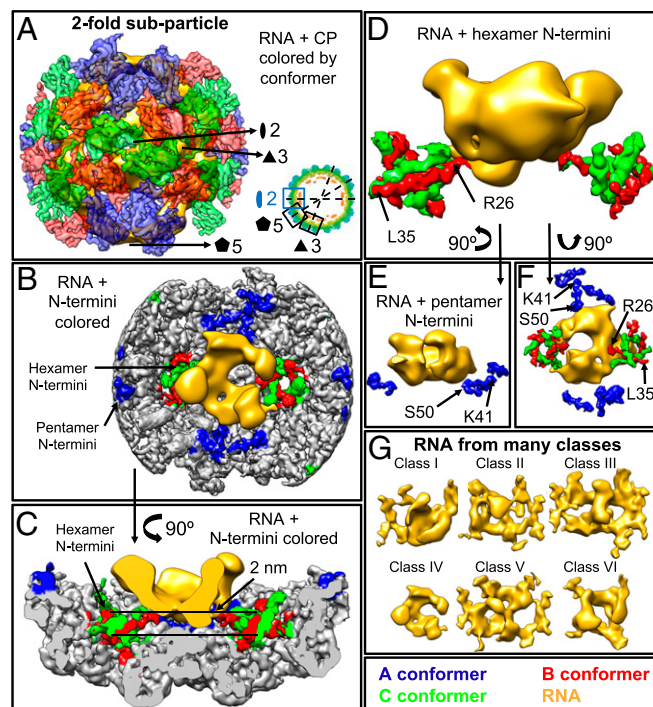 A
2-fold sub-particle
RNA + CP
colored by
conformer
2
3
5
2
5
3
B
RNA +
N-termini
colored
Hexamer
N-termini
Pentamer
N-termini
C
90º
Hexamer
N-termini
RNA +
N-termini colored
2 nm
D
RNA + hexamer N-termini
R26
L35
90º
90º
E
RNA + pentamer
N-termini
S50
K41
F
K41
S50
R26
L35
G
RNA from many classes
Class I
Class II
Class III
Class IV
Class V
Class VI
A conformer
B conformer
C conformer
RNA